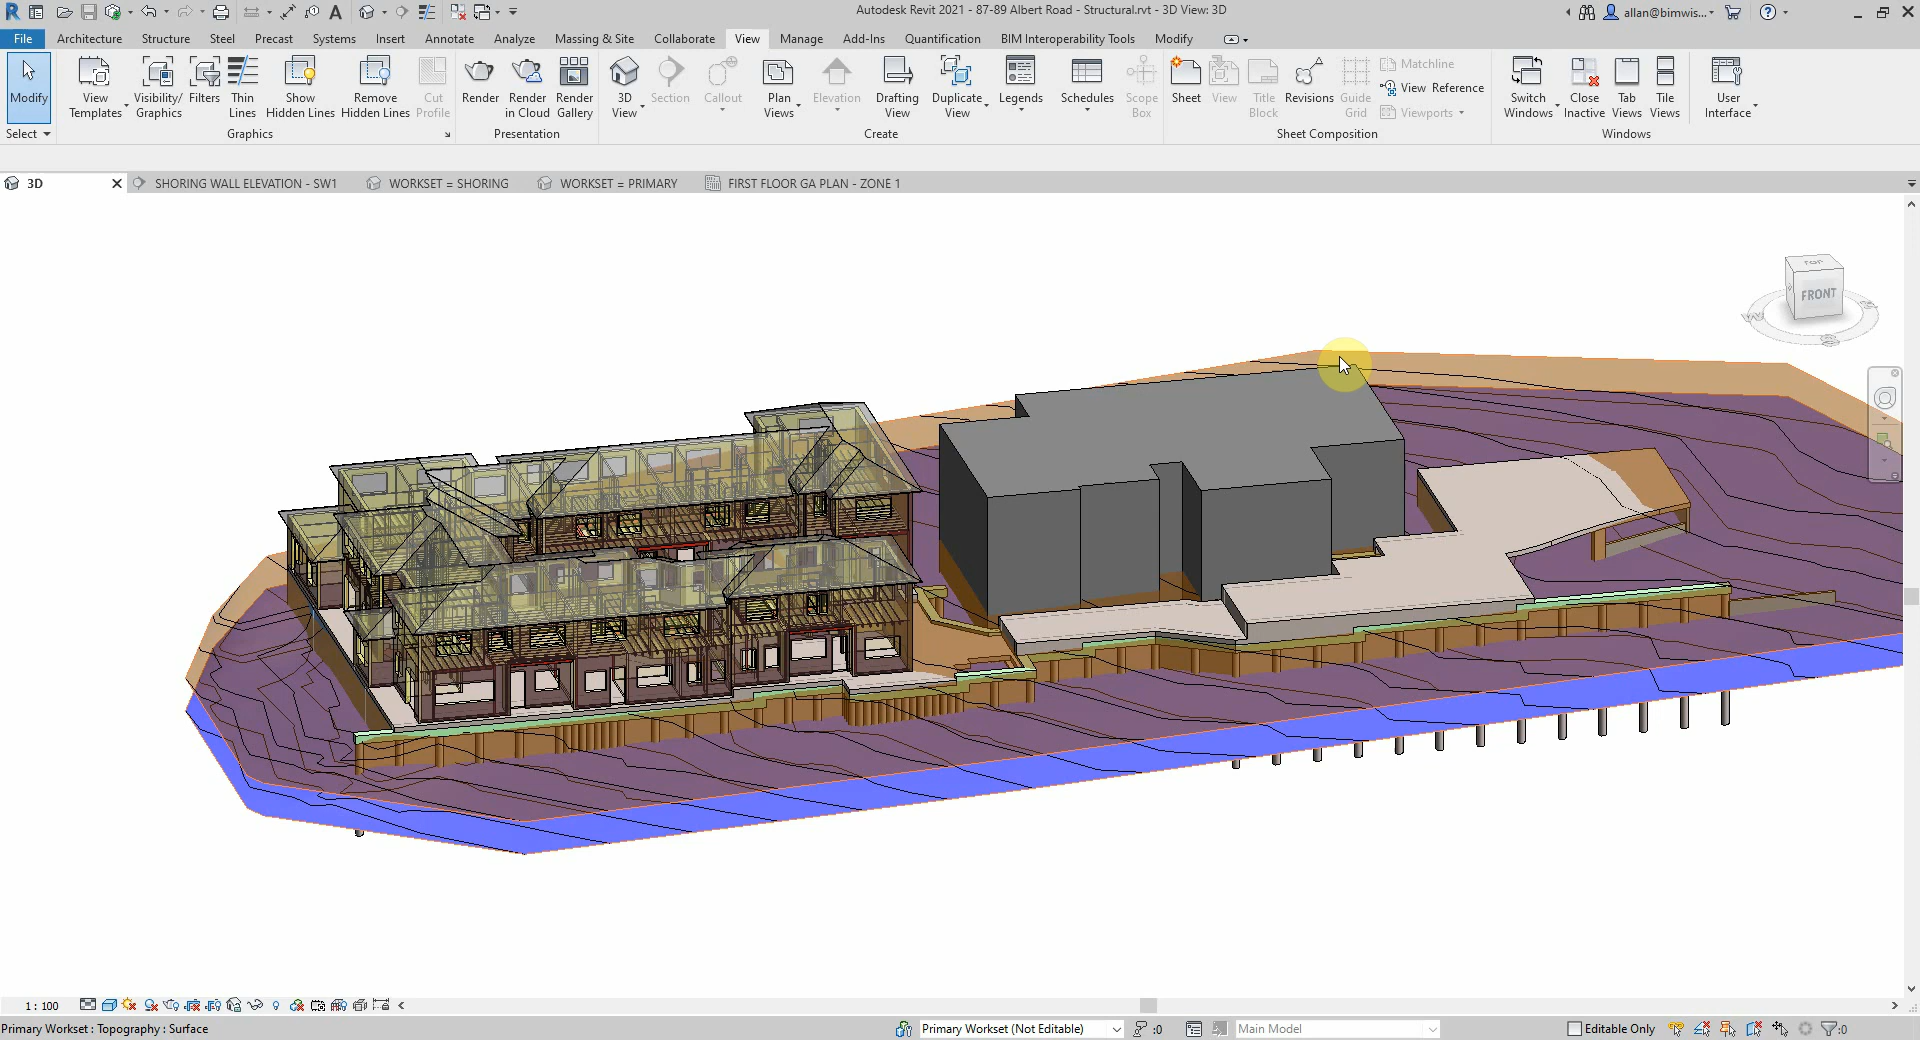 Autodesk Revit 2021 - 87-89 Albert Road - Structural.rvt - 3D View: 3D
allan@bimwis...
File Architecture Structure Steel Precast Systems Insert Annotate Analyze Massing & Site Collaborate View Manage Add-Ins Quantification BIM Interoperability Tools Modify
Modify
View Templates
Visibility/ Graphics
Filters
Thin Lines
Show Hidden Lines
Remove Hidden Lines
Cut Profile
Render
Render in Cloud
Render Gallery
3D View
Section
Callout
Plan Views
Elevation
Drafting View
Duplicate View
Legends
Schedules
Scope Box
Sheet
View
Title Block
Revisions
Guide Grid
Matchline
View Reference
Viewports
Switch Windows
Close Inactive
Tab Views
Tile Views
User Interface
Select Graphics Presentation Create Sheet Composition Windows
3D SHORING WALL ELEVATION - SW1 WORKSET = SHORING WORKSET = PRIMARY FIRST FLOOR GA PLAN - ZONE 1
TOP
FRONT
1 : 100
Primary Workset : Topography : Surface
Primary Workset (Not Editable)
:0
Main Model
Editable Only
:0